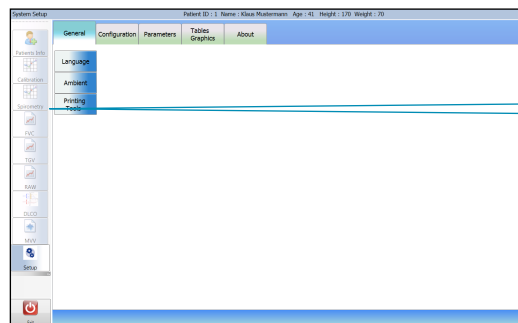 System Setup
Patient ID : 1 Name : Klaus Mustermann Age : 41 Height : 170 Weight : 70
General
Configuration
Parameters
Tables
Graphics
About
Patients Info
Calibration
Spirometry
FVC
TGV
RAW
DLCO
MVV
Setup
Language
Ambient
Printing
Tools